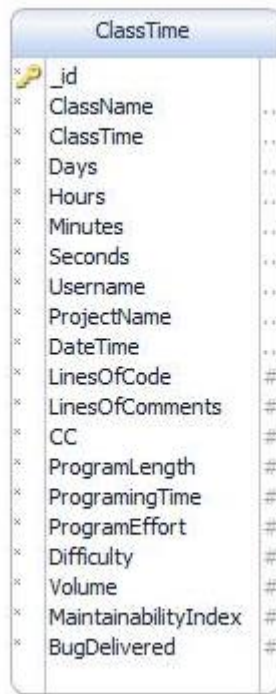 ClassTime
_id
ClassName
ClassTime
Days
Hours
Minutes
Seconds
Username
ProjectName
DateTime
LinesOfCode #
LinesOfComments #
CC #
ProgramLength #
ProgramingTime #
ProgramEffort #
Difficulty #
Volume #
MaintainabilityIndex #
BugDelivered #